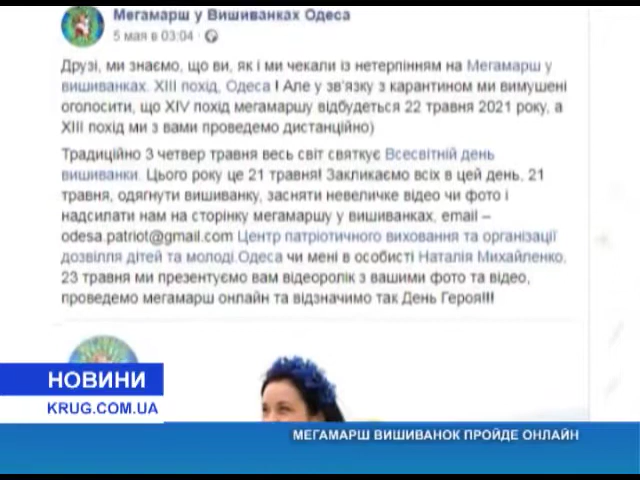 Мегамарш у Вишиванках Одеса
5 мая в 03:04 ·
Друзі, ми знаємо, що ви, як і ми чекали із нетерпінням на Мегамарш у
вишиванках. XIII похід, Одеса ! Але у зв'язку з карантином ми вимушені
оголосити, що XIV похід мегамаршу відбудеться 22 травня 2021 року, а
XIII похід ми з вами проведемо дистанційно)
Традиційно 3 четвер травня весь світ святкує Всесвітній день
вишиванки. Цього року це 21 травня! Закликаємо всіх в цей день, 21
травня, одягнути вишиванку, засняти невеличке відео чи фото і
надсилати нам на сторінку мегамаршу у вишиванках, email –
odesa.patriot@gmail.com Центр патріотичного виховання та організації
дозвілля дітей та молоді.Одеса чи мені в особисті Наталія Михайленко.
23 травня ми презентуємо вам відеоролік з вашими фото та відео,
проведемо мегамарш онлайн та відзначимо так День Героя!!!
НОВИНИ
KRUG.COM.UA
МЕГАМАРШ ВИШИВАНОК ПРОЙДЕ ОНЛАЙН